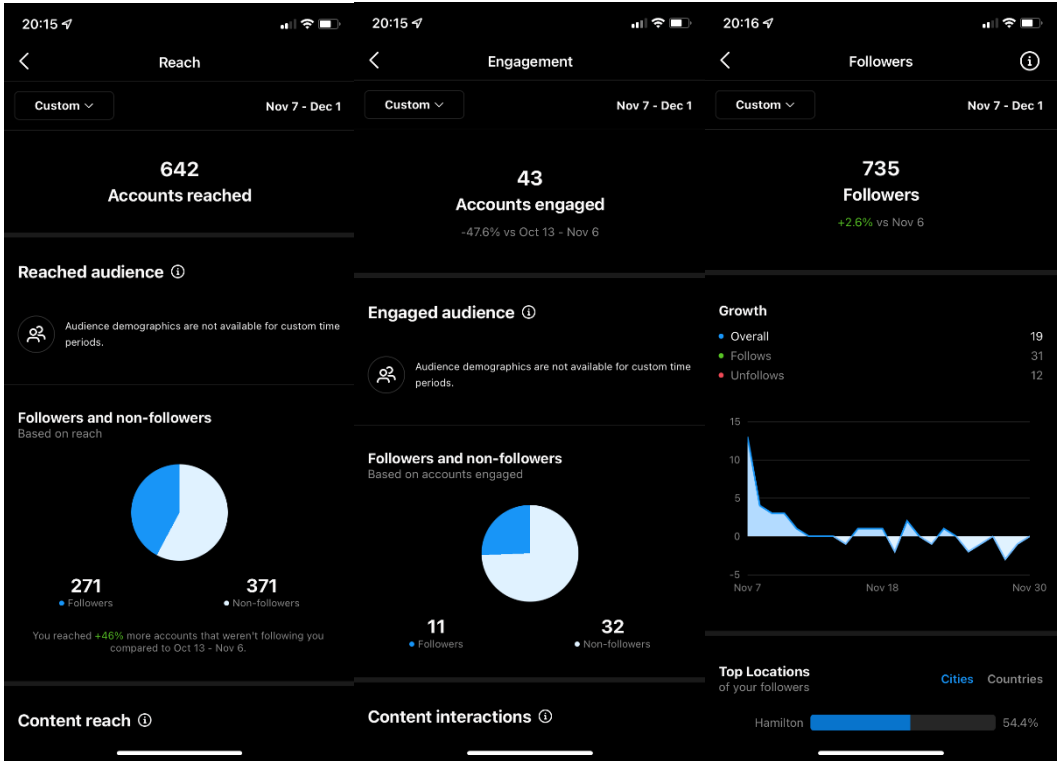 20:15
Reach
Custom
Nov 7 - Dec 1
642
Accounts reached
Reached audience
Audience demographics are not available for custom time
periods.
Followers and non-followers
Based on reach
271
Followers
371
Non-followers
You reached +46% more accounts that weren't following you
compared to Oct 13 - Nov 6.
Content reach
20:15
Engagement
Custom
Nov 7 - Dec 1
43
Accounts engaged
-47.6% vs Oct 13 - Nov 6
Engaged audience
Audience demographics are not available for custom time
periods.
Followers and non-followers
Based on accounts engaged
11
Followers
32
Non-followers
Content interactions
20:16
Followers
Custom
Nov 7 - Dec 1
735
Followers
+2.6% vs Nov 6
Growth
Overall 19
Follows 31
Unfollows 12
15
10
5
0
-5
Nov 7 Nov 18 Nov 30
Top Locations
of your followers
Cities Countries
Hamilton 54.4%